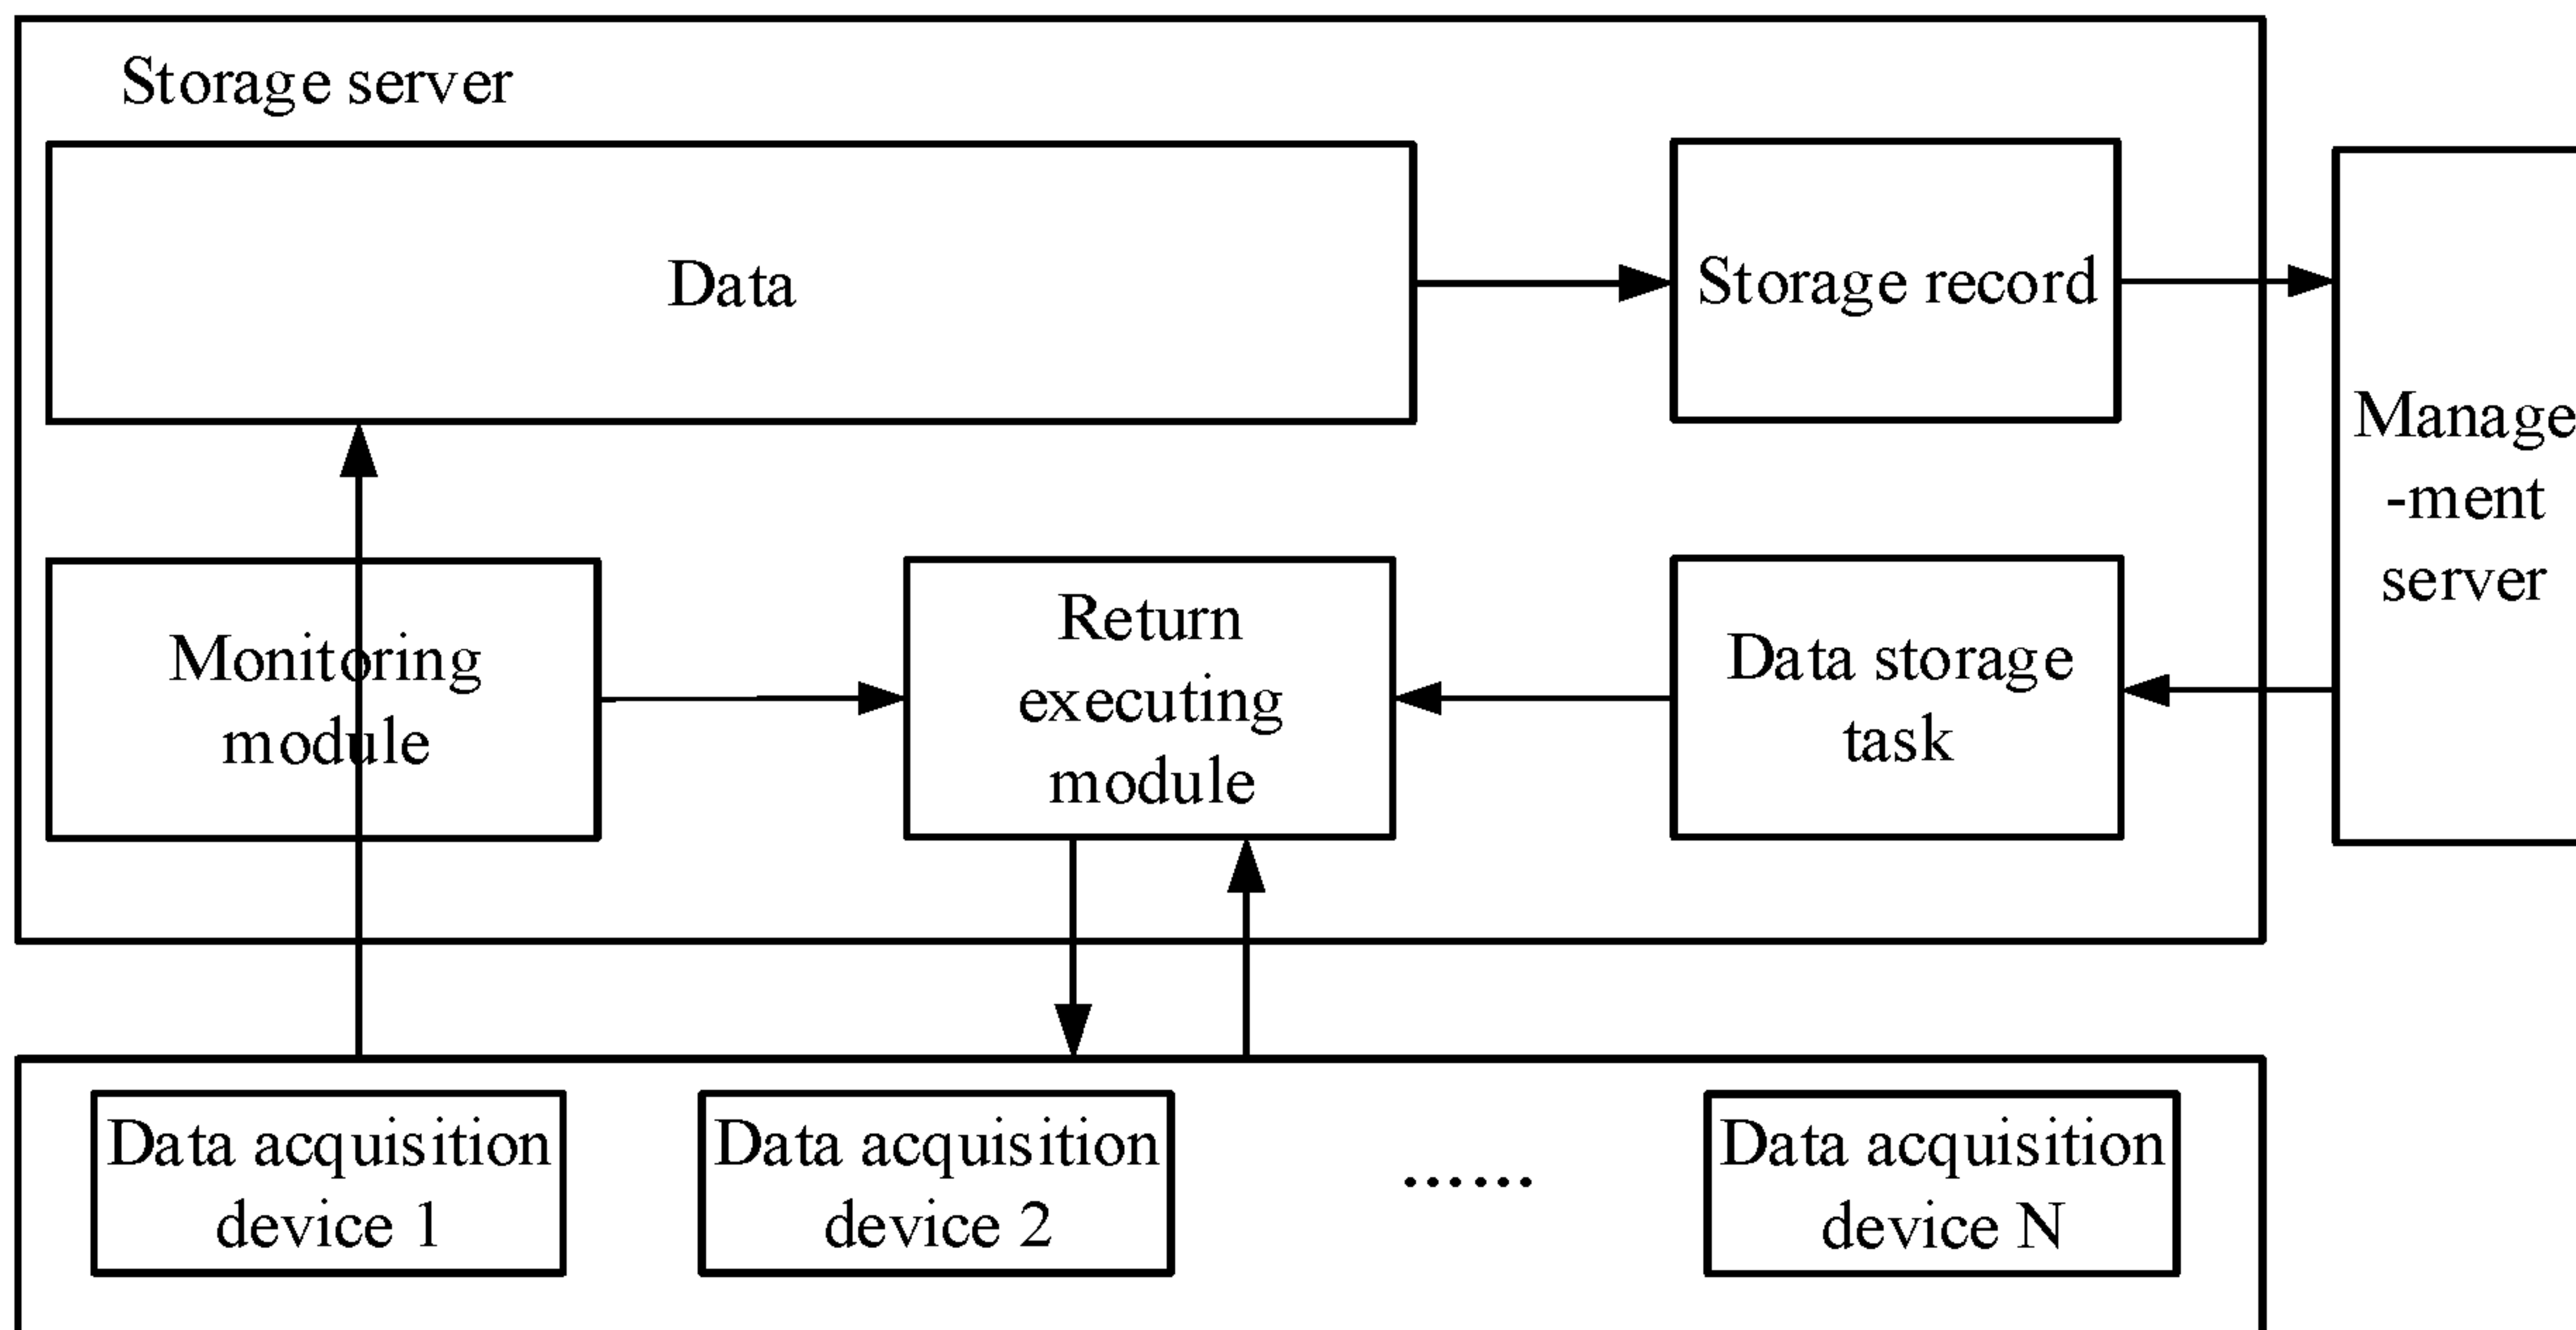 Storage server
Data
Storage record
Manage
-ment
server
Monitoring
module
Return
executing
module
Data storage
task
Data acquisition
device 1
Data acquisition
device 2
......
Data acquisition
device N